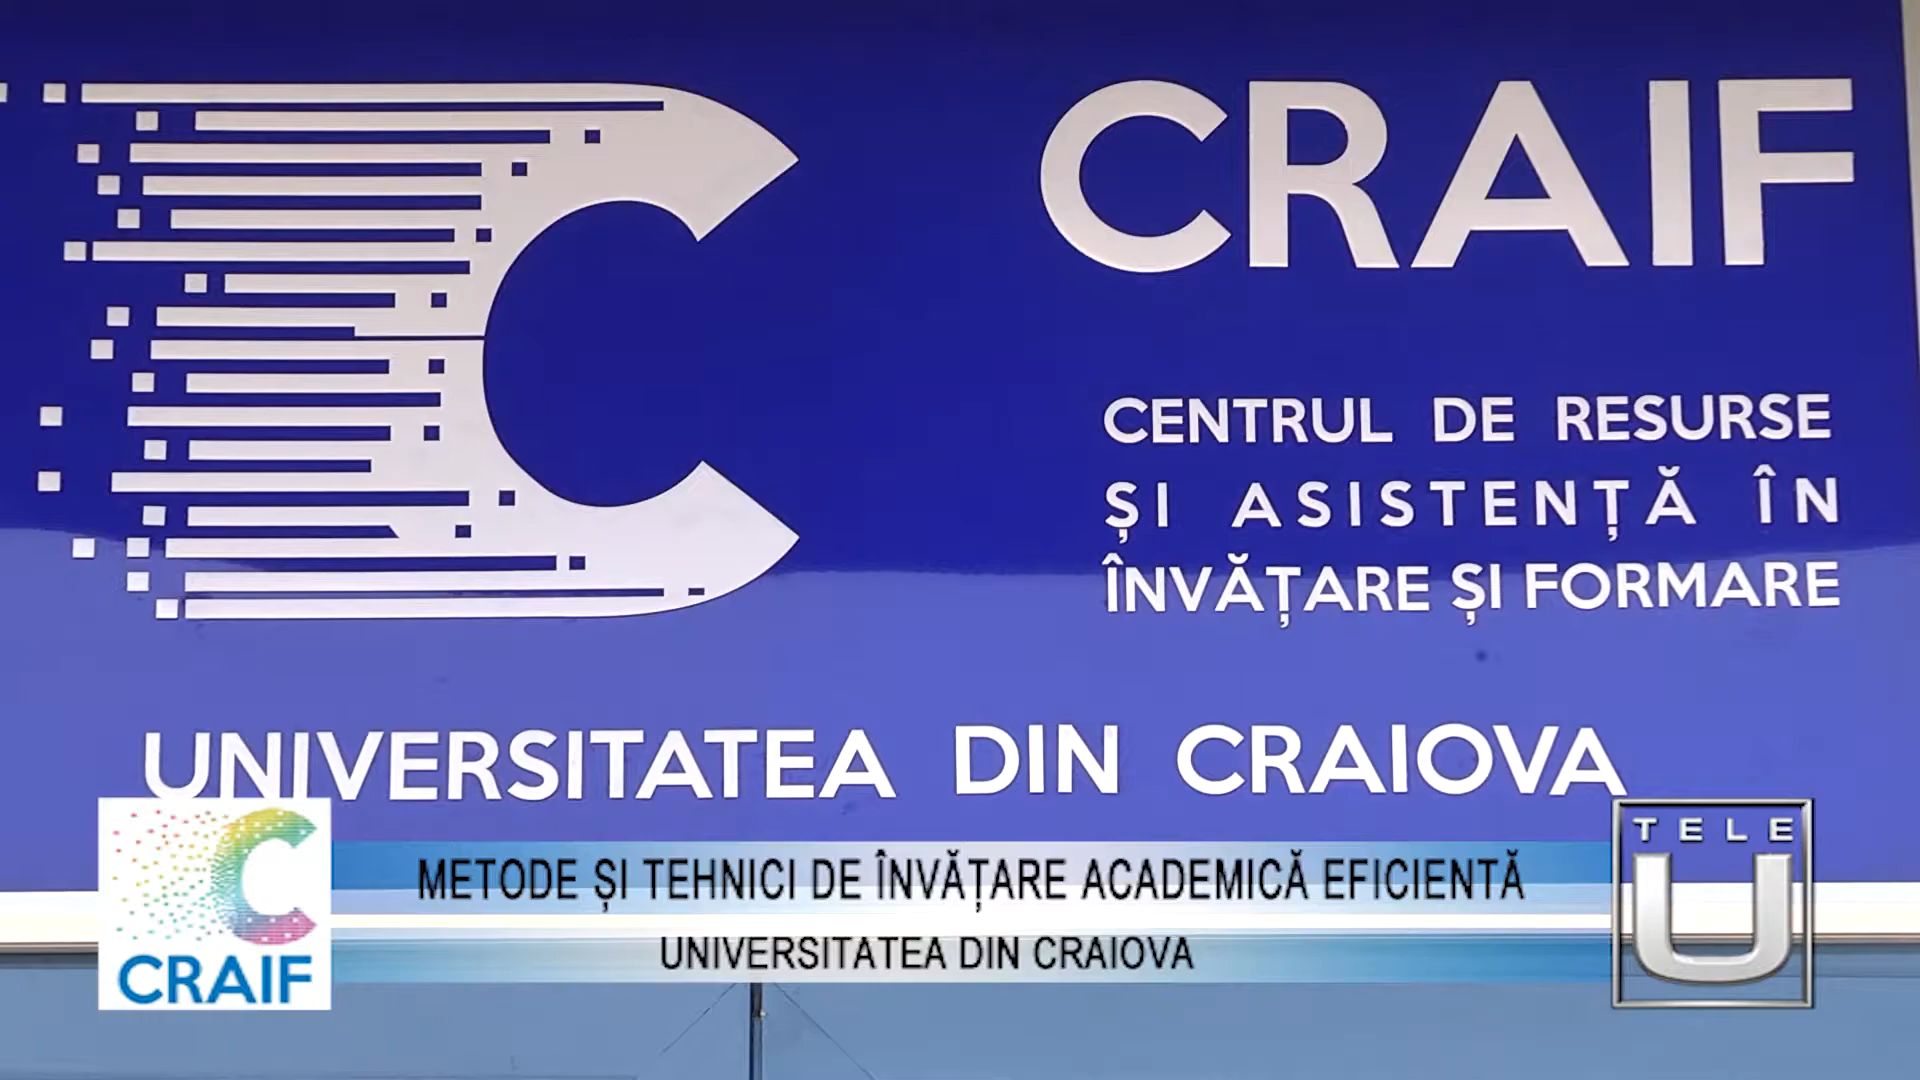 CRAIF
CENTRUL DE RESURSE
ȘI ASISTENȚĂ ÎN
ÎNVĂȚARE ȘI FORMARE
UNIVERSITATEA DIN CRAIOVA
CRAIF
METODE ȘI TEHNICI DE ÎNVĂȚARE ACADEMICĂ EFICIENTĂ
UNIVERSITATEA DIN CRAIOVA
TELE
U